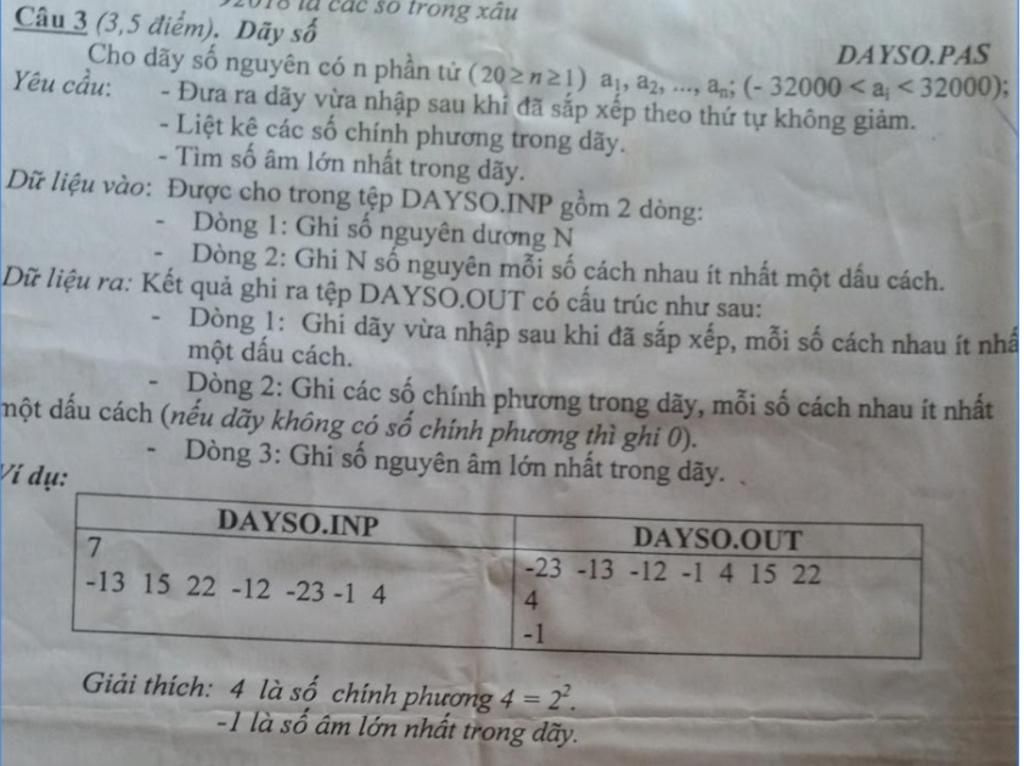 92018 là các số trong xâu
Câu 3 (3,5 điểm). Dãy số
DAYSO.PAS
Cho dãy số nguyên có n phần tử (20≥n≥1) a₁, a₂, ..., aₙ; (- 32000 < aᵢ < 32000);
Yêu cầu: - Đưa ra dãy vừa nhập sau khi đã sắp xếp theo thứ tự không giảm.
- Liệt kê các số chính phương trong dãy.
- Tìm số âm lớn nhất trong dãy.
Dữ liệu vào: Được cho trong tệp DAYSO.INP gồm 2 dòng:
- Dòng 1: Ghi số nguyên dương N
- Dòng 2: Ghi N số nguyên mỗi số cách nhau ít nhất một dấu cách.
Dữ liệu ra: Kết quả ghi ra tệp DAYSO.OUT có cấu trúc như sau:
- Dòng 1: Ghi dãy vừa nhập sau khi đã sắp xếp, mỗi số cách nhau ít nhấ
một dấu cách.
- Dòng 2: Ghi các số chính phương trong dãy, mỗi số cách nhau ít nhất
một dấu cách (nếu dãy không có số chính phương thì ghi 0).
- Dòng 3: Ghi số nguyên âm lớn nhất trong dãy.
Ví dụ:
DAYSO.INP
7
-13 15 22 -12 -23 -1 4
DAYSO.OUT
-23 -13 -12 -1 4 15 22
4
-1
Giải thích: 4 là số chính phương 4 = 2².
-1 là số âm lớn nhất trong dãy.